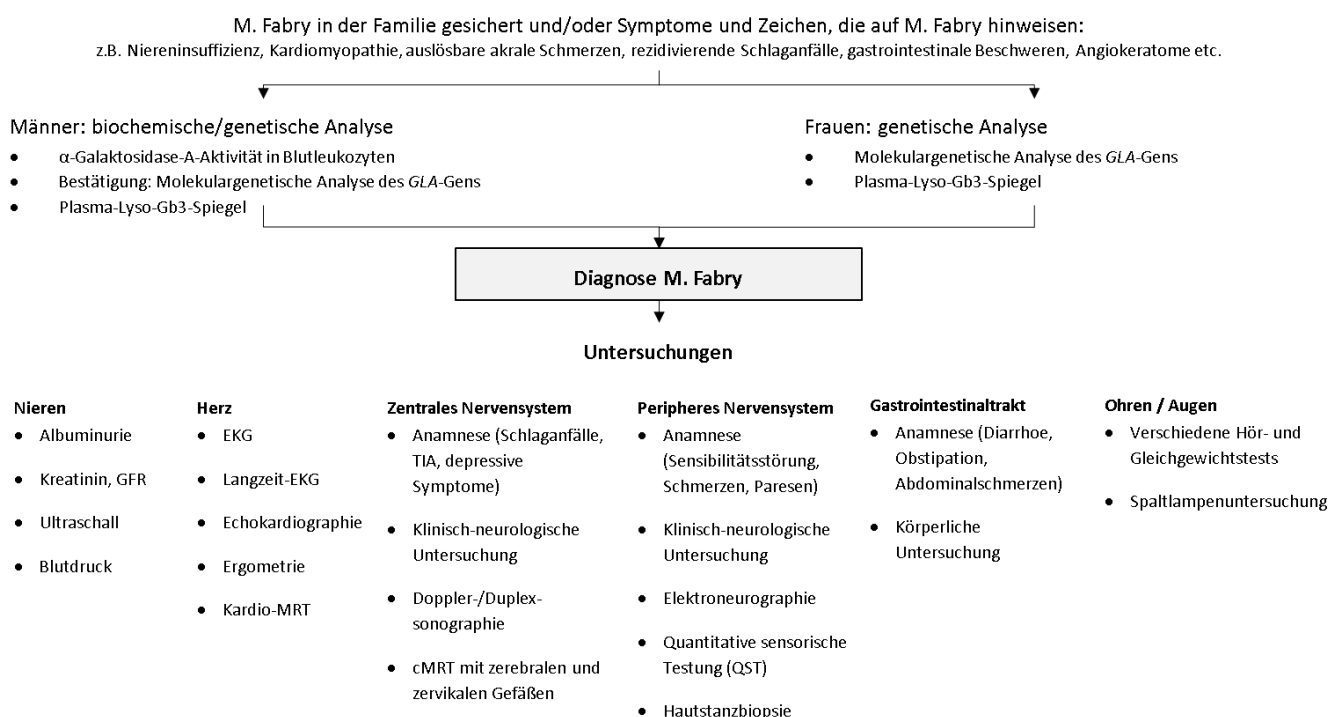 M. Fabry in der Familie gesichert und/oder Symptome und Zeichen, die auf M. Fabry hinweisen:
z.B. Niereninsuffizienz, Kardiomyopathie, auslösbare akrale Schmerzen, rezidivierende Schlaganfälle, gastrointestinale Beschweren, Angiokeratome etc.
Männer: biochemische/genetische Analyse
● α-Galaktosidase-A-Aktivität in Blutleukozyten
● Bestätigung: Molekulargenetische Analyse des GLA-Gens
● Plasma-Lyso-Gb3-Spiegel
Frauen: genetische Analyse
● Molekulargenetische Analyse des GLA-Gens
● Plasma-Lyso-Gb3-Spiegel
Diagnose M. Fabry
Untersuchungen
Nieren
● Albuminurie
● Kreatinin, GFR
● Ultraschall
● Blutdruck
Herz
● EKG
● Langzeit-EKG
● Echokardiographie
● Ergometrie
● Kardio-MRT
Zentrales Nervensystem
● Anamnese (Schlaganfälle,
TIA, depressive
Symptome)
● Klinisch-neurologische
Untersuchung
● Doppler-/Duplex-
sonographie
● cMRT mit zerebralen und
zervikalen Gefäßen
Peripheres Nervensystem
● Anamnese
(Sensibilitätsstörung,
Schmerzen, Paresen)
● Klinisch-neurologische
Untersuchung
● Elektroneurographie
● Quantitative sensorische
Testung (QST)
● Hautstanzbiopsie
Gastrointestinaltrakt
● Anamnese (Diarrhoe,
Obstipation,
Abdominalschmerzen)
● Körperliche
Untersuchung
Ohren / Augen
● Verschiedene Hör- und
Gleichgewichtstests
● Spaltlampenuntersuchung